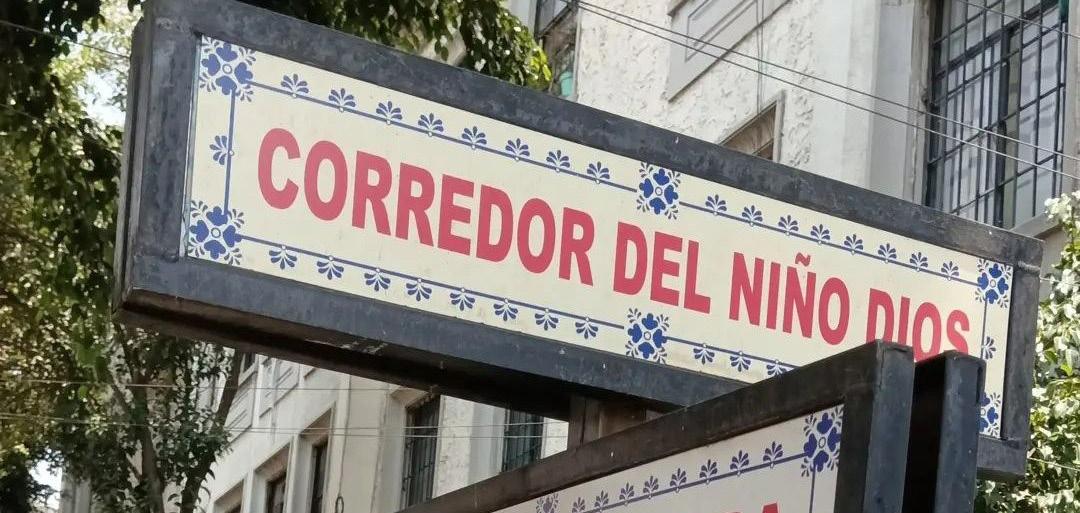 CORREDOR DEL NIÑO DIOS